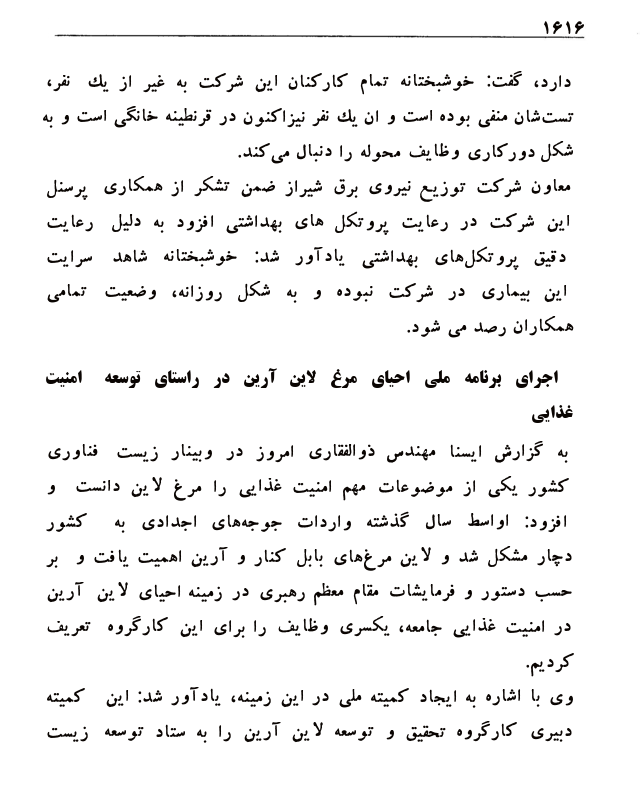 ۱۶۱۶
دارد، گفت: خوشبختانه تمام کارکنان این شرکت به غیر از یك نفر،
تست‌شان منفی بوده است و ان یك نفر نیزاکنون در قرنطینه خانگی است و به
شکل دورکاری وظایف محوله را دنبال می‌کند.
معاون شرکت توزیع نیروی برق شیراز ضمن تشکر از همکاری پرسنل
این شرکت در رعایت پروتکل های بهداشتی افزود به دلیل رعایت
دقیق پروتکل‌های بهداشتی یادآور شد: خوشبختانه شاهد سرایت
این بیماری در شرکت نبوده و به شکل روزانه، وضعیت تمامی
همکاران رصد می شود.
اجرای برنامه ملی احیای مرغ لاین آرین در راستای توسعه امنیت
غذایی
به گزارش ایسنا مهندس ذوالفقاری امروز در وبینار زیست فناوری
کشور یکی از موضوعات مهم امنیت غذایی را مرغ لاین دانست و
افزود: اواسط سال گذشته واردات جوجه‌های اجدادی به کشور
دچار مشکل شد و لاین مرغ‌های بابل کنار و آرین اهمیت یافت و بر
حسب دستور و فرمایشات مقام معظم رهبری در زمینه احیای لاین آرین
در امنیت غذایی جامعه، یکسری وظایف را برای این کارگروه تعریف
کردیم.
وی با اشاره به ایجاد کمیته ملی در این زمینه، یادآور شد: این کمیته
دبیری کارگروه تحقیق و توسعه لاین آرین را به ستاد توسعه زیست